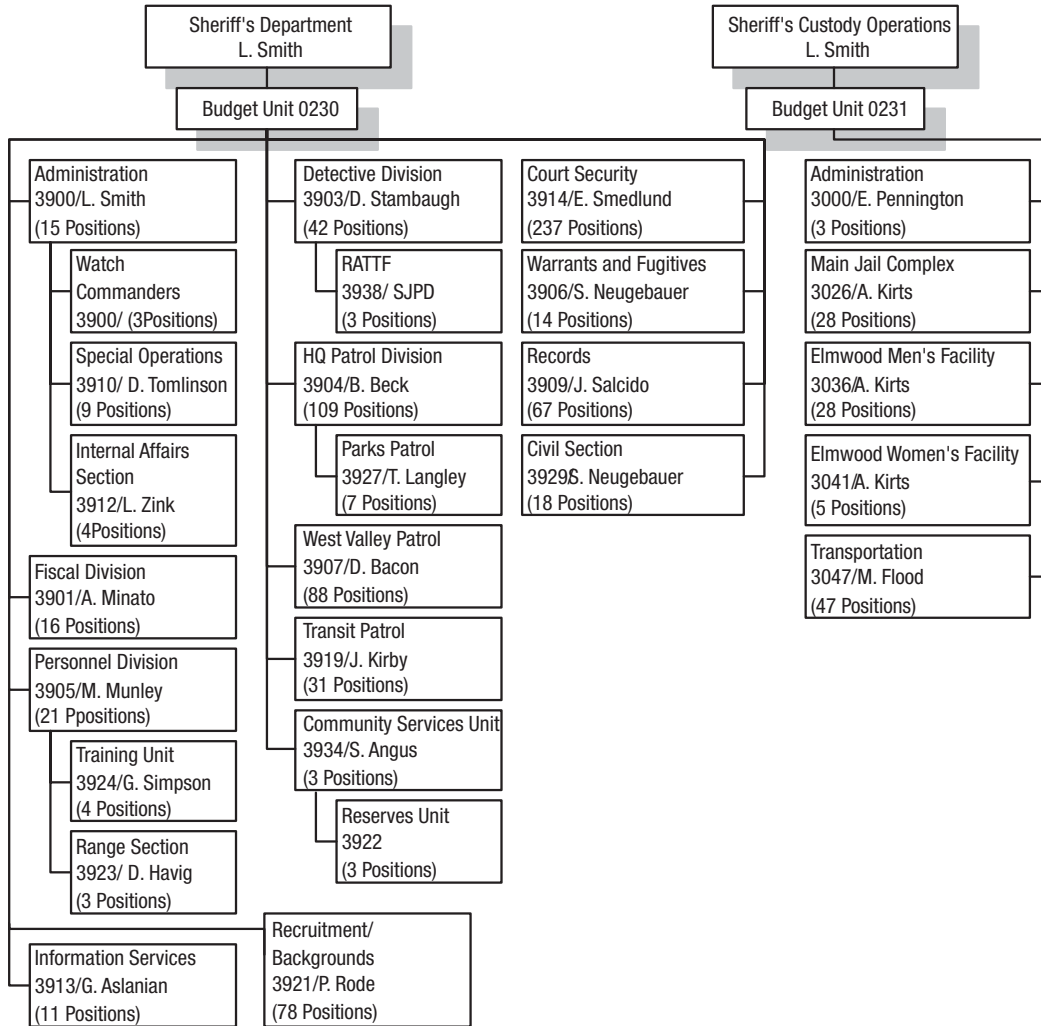 Sheriff's Department
L. Smith
Budget Unit 0230
Sheriff's Custody Operations
L. Smith
Budget Unit 0231
Administration
3900/L. Smith
(15 Positions)
Watch
Commanders
3900/ (3Positions)
Special Operations
3910/ D. Tomlinson
(9 Positions)
Internal Affairs
Section
3912/L. Zink
(4Positions)
Fiscal Division
3901/A. Minato
(16 Positions)
Personnel Division
3905/M. Munley
(21 Ppositions)
Training Unit
3924/G. Simpson
(4 Positions)
Range Section
3923/ D. Havig
(3 Positions)
Information Services
3913/G. Aslanian
(11 Positions)
Detective Division
3903/D. Stambaugh
(42 Positions)
RATTF
3938/ SJPD
(3 Positions)
HQ Patrol Division
3904/B. Beck
(109 Positions)
Parks Patrol
3927/T. Langley
(7 Positions)
West Valley Patrol
3907/D. Bacon
(88 Positions)
Transit Patrol
3919/J. Kirby
(31 Positions)
Community Services Unit
3934/S. Angus
(3 Positions)
Reserves Unit
3922
(3 Positions)
Recruitment/
Backgrounds
3921/P. Rode
(78 Positions)
Court Security
3914/E. Smedlund
(237 Positions)
Warrants and Fugitives
3906/S. Neugebauer
(14 Positions)
Records
3909/J. Salcido
(67 Positions)
Civil Section
3929/S. Neugebauer
(18 Positions)
Administration
3000/E. Pennington
(3 Positions)
Main Jail Complex
3026/A. Kirts
(28 Positions)
Elmwood Men's Facility
3036/A. Kirts
(28 Positions)
Elmwood Women's Facility
3041/A. Kirts
(5 Positions)
Transportation
3047/M. Flood
(47 Positions)